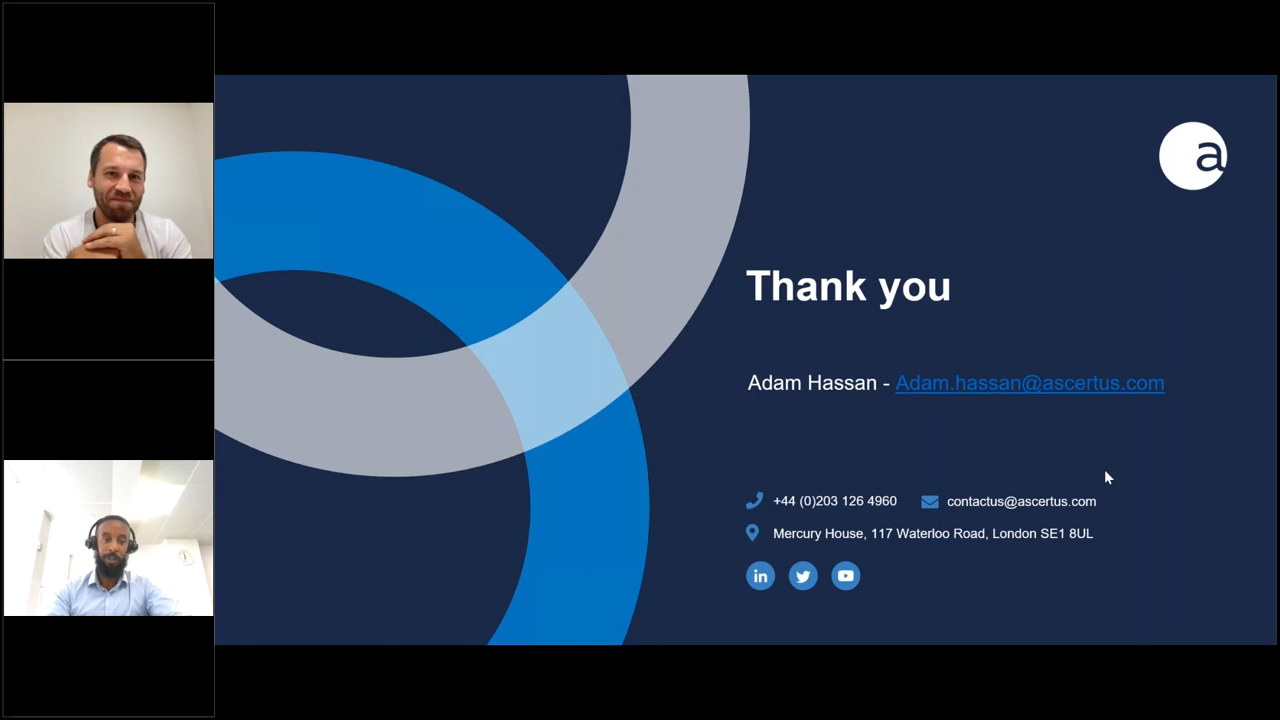 a
Thank you
Adam Hassan - Adam.hassan@ascertus.com
+44 (0)203 126 4960 contactus@ascertus.com
Mercury House, 117 Waterloo Road, London SE1 8UL
in